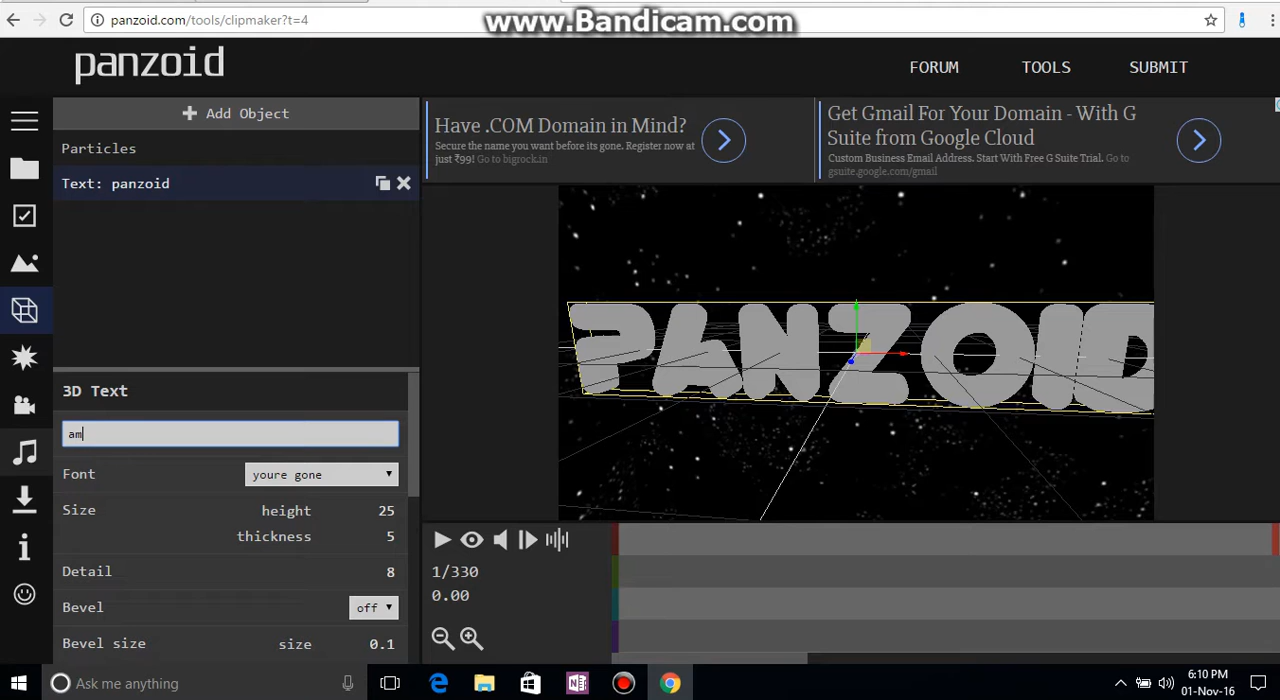 panzoid.com/tools/clipmaker?t=4
www.Bandicam.com
panzoid
FORUM TOOLS SUBMIT
Add Object
Particles
Text: panzoid
Have .COM Domain in Mind?
Secure the name you want before its gone. Register now at just ₹99! Go to bigrock.in
Get Gmail For Your Domain - With G
Suite from Google Cloud
Custom Business Email Address. Start With Free G Suite Trial. Go to
gsuite.google.com/gmail
PANZOID
3D Text
am
Font youre gone
Size height 25
thickness 5
Detail 8
Bevel off
Bevel size size 0.1
1/330
0.00
Ask me anything
6:10 PM
01-Nov-16